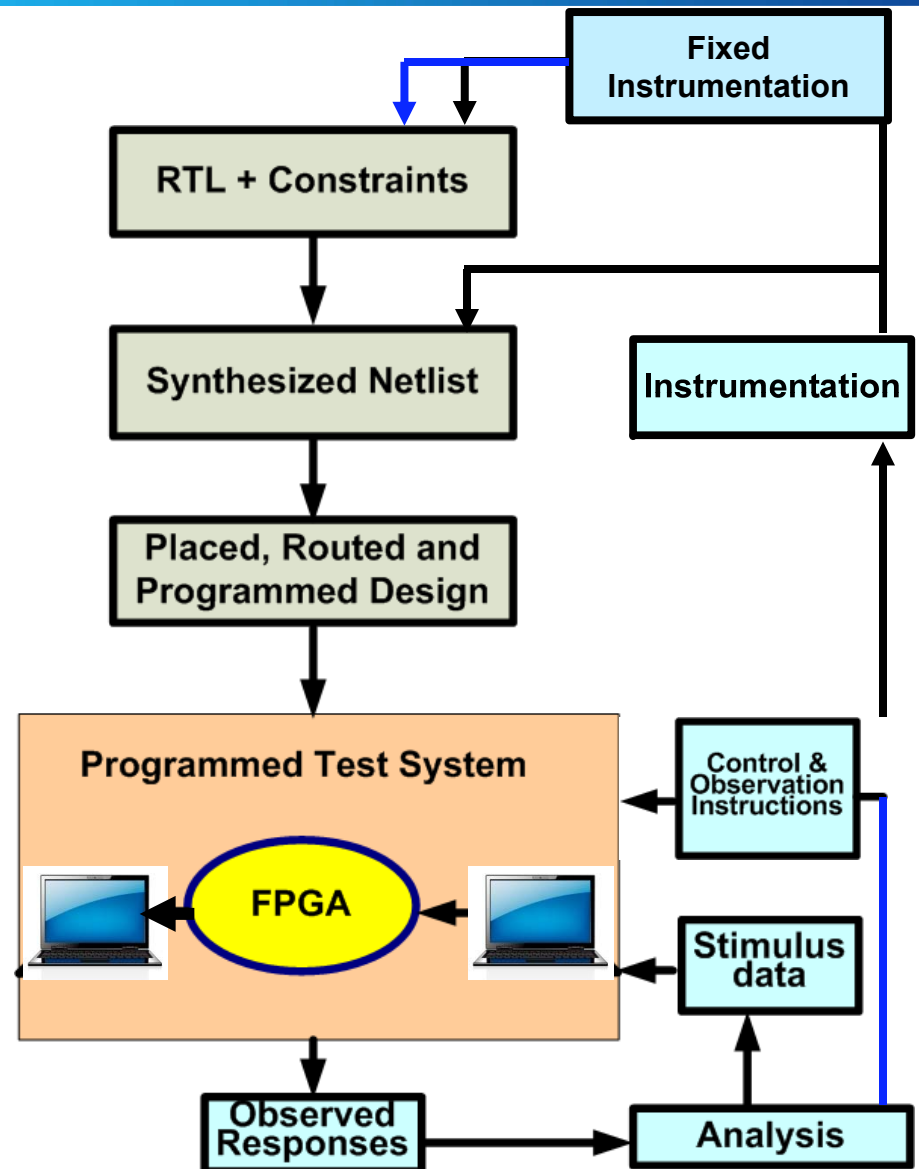 Fixed
Instrumentation
RTL + Constraints
Synthesized Netlist
Instrumentation
Placed, Routed and
Programmed Design
Programmed Test System
Control &
Observation
Instructions
FPGA
Stimulus
data
Observed
Responses
Analysis